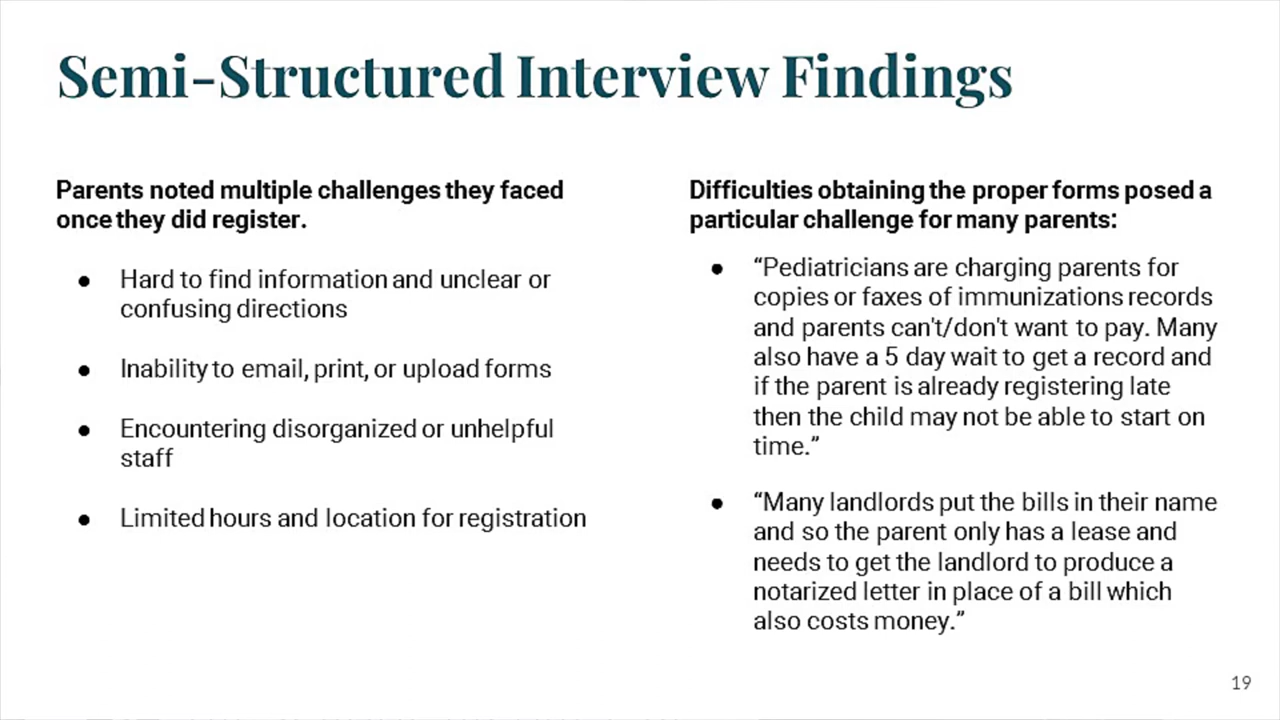 Semi-Structured Interview Findings
Parents noted multiple challenges they faced
once they did register.
● Hard to find information and unclear or
confusing directions
● Inability to email, print, or upload forms
● Encountering disorganized or unhelpful
staff
● Limited hours and location for registration
Difficulties obtaining the proper forms posed a
particular challenge for many parents:
● “Pediatricians are charging parents for
copies or faxes of immunizations records
and parents can't/don't want to pay. Many
also have a 5 day wait to get a record and
if the parent is already registering late
then the child may not be able to start on
time.”
● “Many landlords put the bills in their name
and so the parent only has a lease and
needs to get the landlord to produce a
notarized letter in place of a bill which
also costs money.”
19